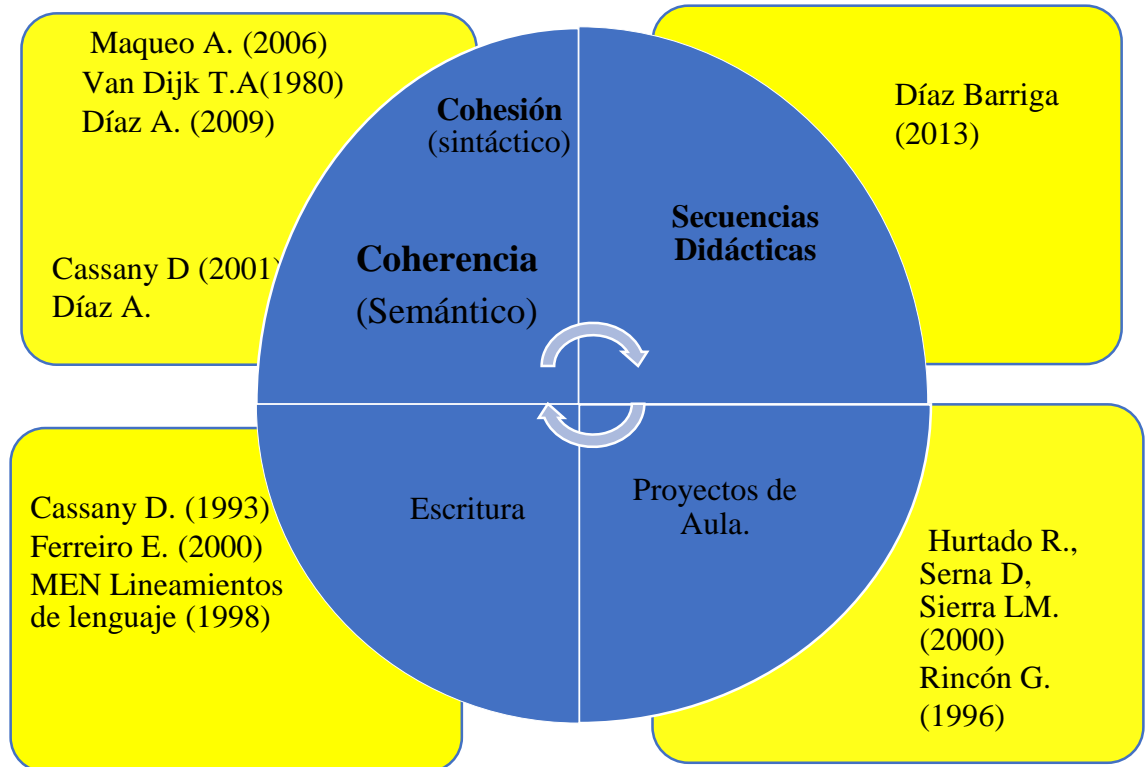 Maqueo A. (2006)
Van Dijk T.A(1980)
Díaz A. (2009)
Cassany D (2001)
Díaz A.
Cohesión
(sintáctico)
Coherencia
(Semántico)
Secuencias
Didácticas
Díaz Barriga
(2013)
Cassany D. (1993)
Ferreiro E. (2000)
MEN Lineamientos
de lenguaje (1998)
Escritura
Proyectos de
Aula.
Hurtado R.,
Serna D,
Sierra LM.
(2000)
Rincón G.
(1996)